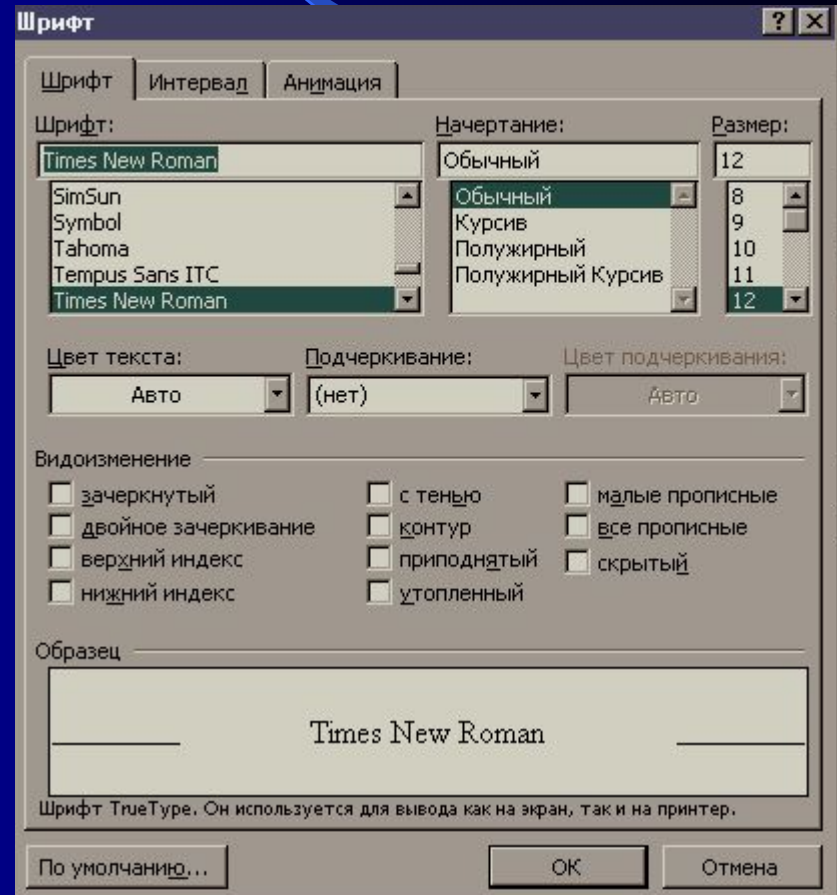 Шрифт
Шрифт Интервал Анимация
Шрифт: Начертание: Размер:
Times New Roman Обычный 12
SimSun Обычный 8
Symbol Курсив 9
Tahoma Полужирный 10
Tempus Sans ITC Полужирный Курсив 11
Times New Roman 12
Цвет текста: Подчеркивание: Цвет подчеркивания:
Авто (нет) Авто
Видоизменение
зачеркнутый с тенью малые прописные
двойное зачеркивание контур все прописные
верхний индекс приподнятый скрытый
нижний индекс утопленный
Образец
Times New Roman
Шрифт TrueType. Он используется для вывода как на экран, так и на принтер.
По умолчанию... ОК Отмена